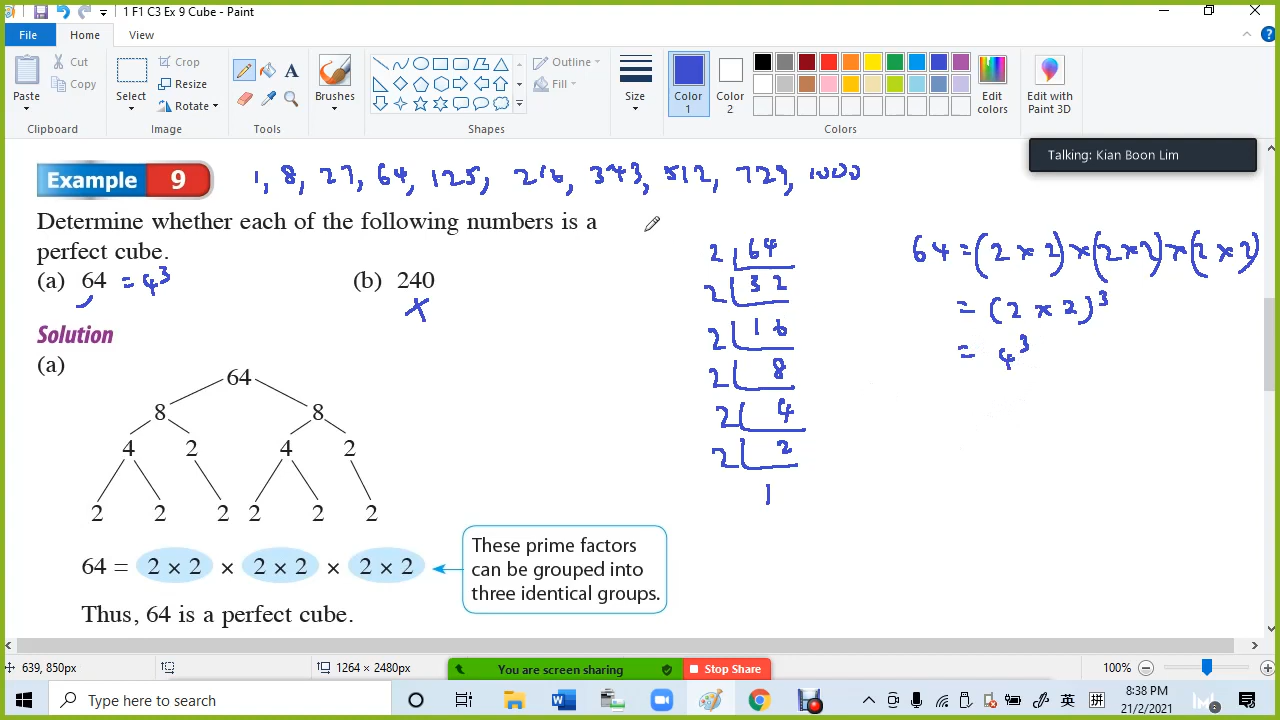 1 F1 C3 Ex 9 Cube - Paint
File Home View
Paste Cut Copy Clipboard
Select Crop Resize Rotate Image
A Tools
Brushes
Outline Fill Shapes
Size
Color 1 Color 2 Edit colors Edit with Paint 3D Colors
Talking: Kian Boon Lim
Example 9 1, 8, 27, 64, 125, 216, 343, 512, 729, 1000
Determine whether each of the following numbers is a
perfect cube.
(a) 64 = 4³ (b) 240 ×
Solution
(a)
64
8 8
4 2 4 2
2 2 2 2 2 2
64 = 2 × 2 × 2 × 2 × 2 × 2
These prime factors
can be grouped into
three identical groups.
Thus, 64 is a perfect cube.
2 64
2 32
2 16
2 8
2 4
2 2
1
64 = (2 × 2) × (2 × 2) × (2 × 2)
= (2 × 2)³
= 4³
639, 850px 1264 × 2480px You are screen sharing Stop Share 100%
Type here to search 英 拼 8:38 PM
21/2/2021 2